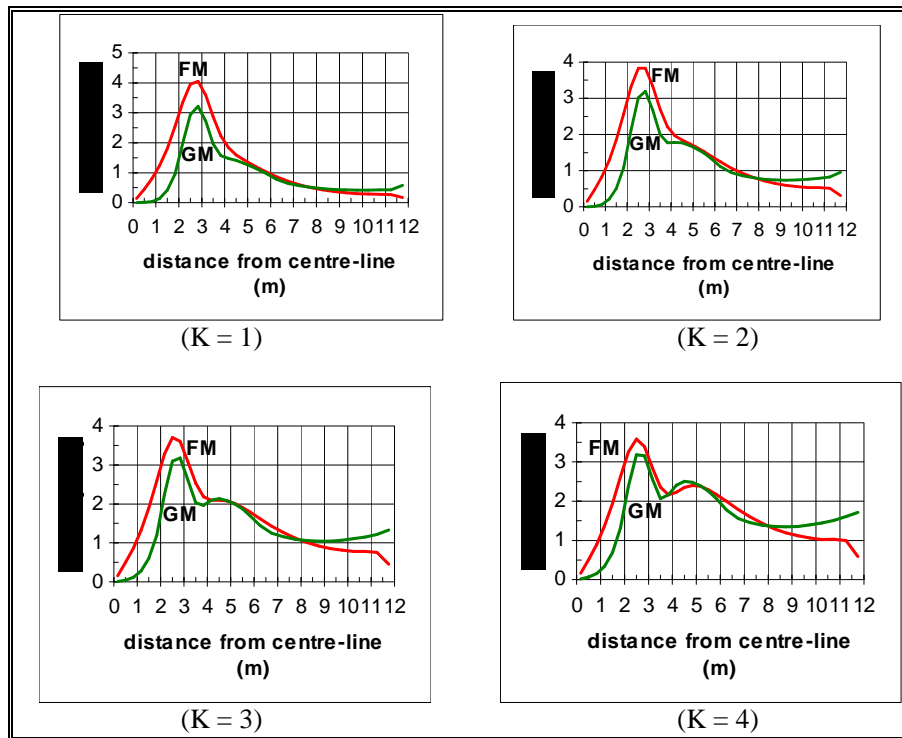 5
4
3
2
1
0
FM
GM
0 1 2 3 4 5 6 7 8 9 10 11 12
distance from centre-line
(m)
(K = 1)
4
3
2
1
0
FM
GM
0 1 2 3 4 5 6 7 8 9 10 11 12
distance from centre-line
(m)
(K = 2)
4
3
2
1
0
FM
GM
0 1 2 3 4 5 6 7 8 9 10 11 12
distance from centre-line
(m)
(K = 3)
4
3
2
1
0
FM
GM
0 1 2 3 4 5 6 7 8 9 10 11 12
distance from centre-line
(m)
(K = 4)